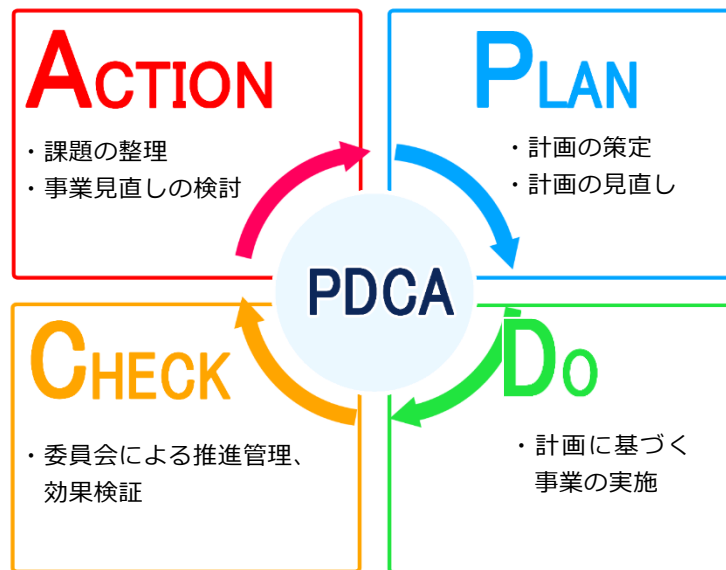 ACTION
・課題の整理
・事業見直しの検討
PLAN
・計画の策定
・計画の見直し
PDCA
CHECK
・委員会による推進管理、
効果検証
DO
・計画に基づく
事業の実施